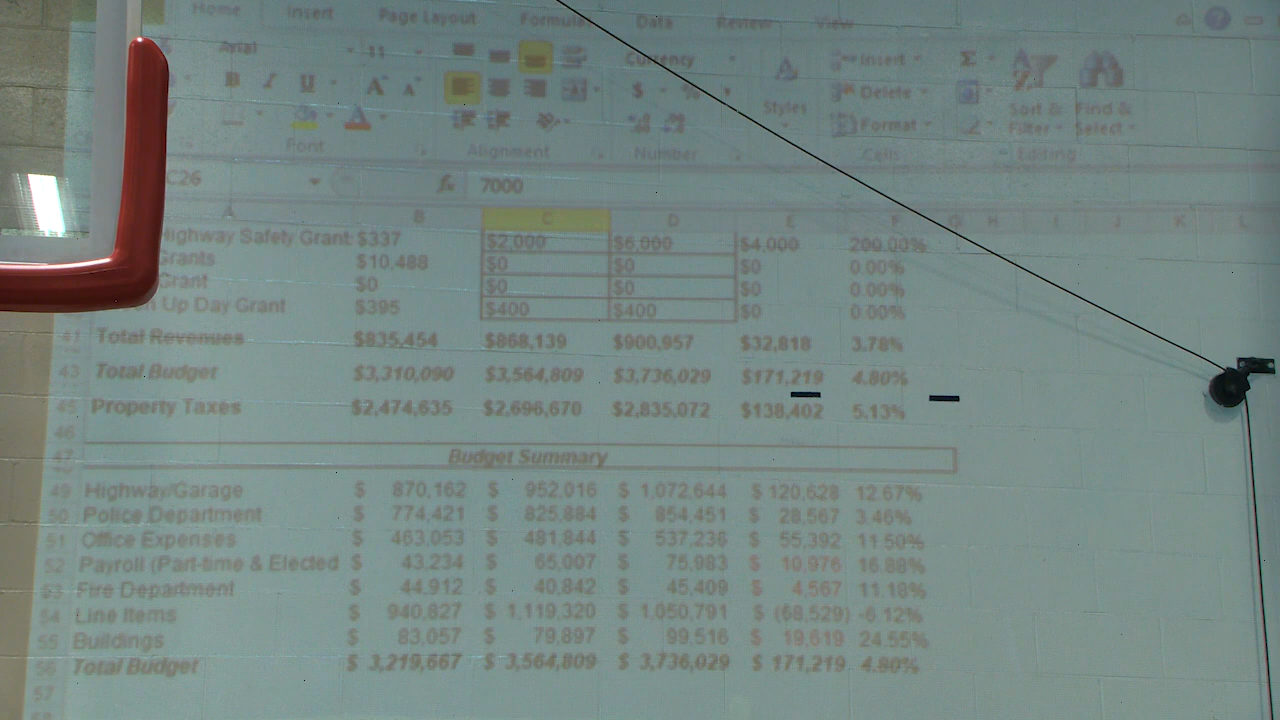 Home Insert Page Layout Formulas Data Review View
Arial 11 Currency Insert Σ
B I U A A $ % , Styles Delete Sort & Find &
A Format Filter Select
Font Alignment Number Cells Editing
C26 fx 7000
A B C D E F G H I J K L
Highway Safety Grant $337 $2,000 $6,000 $4,000 200.00%
Grants $10,488 $0 $0 $0 0.00%
Grant $0 $0 $0 $0 0.00%
Up Day Grant $395 $400 $400 $0 0.00%
41 Total Revenues $835,454 $868,139 $900,957 $32,818 3.78%
43 Total Budget $3,310,090 $3,564,809 $3,736,029 $171,219 4.80%
45 Property Taxes $2,474,635 $2,696,670 $2,835,072 $138,402 5.13%
46
47 Budget Summary
49 Highway/Garage $ 870,162 $ 952,016 $ 1,072,644 $ 120,628 12.67%
50 Police Department $ 774,421 $ 825,884 $ 854,451 $ 28,567 3.46%
51 Office Expenses $ 463,053 $ 481,844 $ 537,236 $ 55,392 11.50%
52 Payroll (Part-time & Elected $ 43,234 $ 65,007 $ 75,983 $ 10,976 16.88%
53 Fire Department $ 44,912 $ 40,842 $ 45,409 $ 4,567 11.18%
54 Line Items $ 940,827 $ 1,119,320 $ 1,050,791 $ (68,529) -6.12%
55 Buildings $ 83,057 $ 79,897 $ 99,516 $ 19,619 24.55%
56 Total Budget $ 3,219,667 $ 3,564,809 $ 3,736,029 $ 171,219 4.80%
57